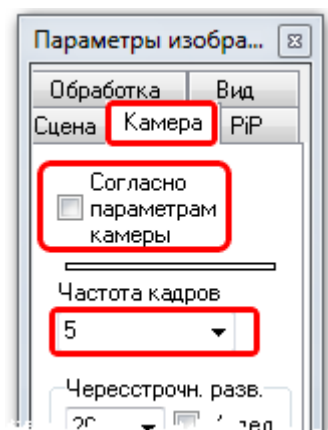 Параметры изобра...
Обработка Вид
Сцена Камера PiP
Согласно
параметрам
камеры
Частота кадров
5
Чересстрочн. разв.